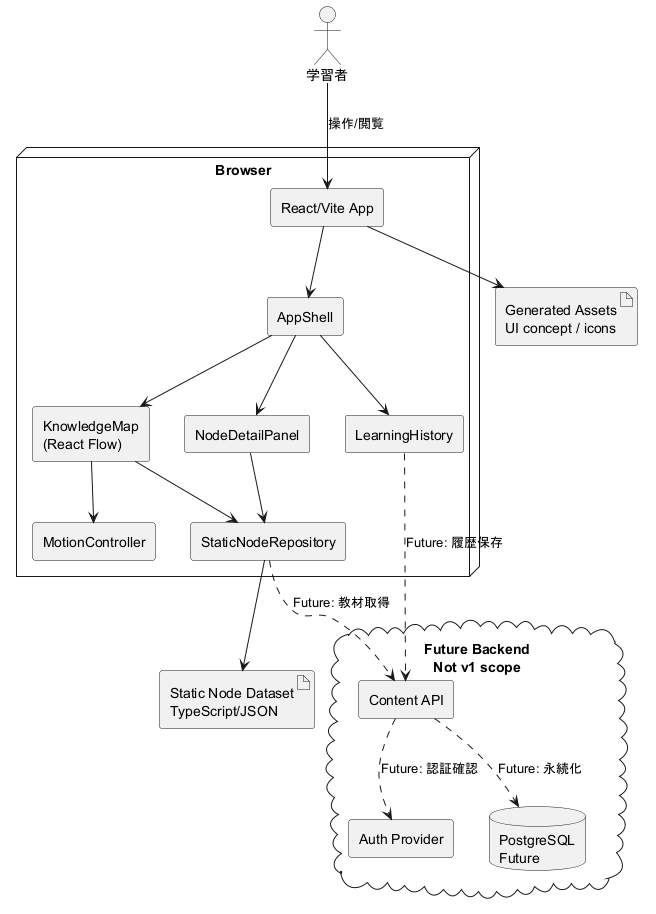 学習者
操作/閲覧
Browser
React/Vite App
Generated Assets
UI concept / icons
AppShell
KnowledgeMap
(React Flow)
NodeDetailPanel
LearningHistory
MotionController
StaticNodeRepository
Future: 履歴保存
Future: 教材取得
Future Backend
Not v1 scope
Static Node Dataset
TypeScript/JSON
Content API
Future: 認証確認
Future: 永続化
Auth Provider
PostgreSQL
Future